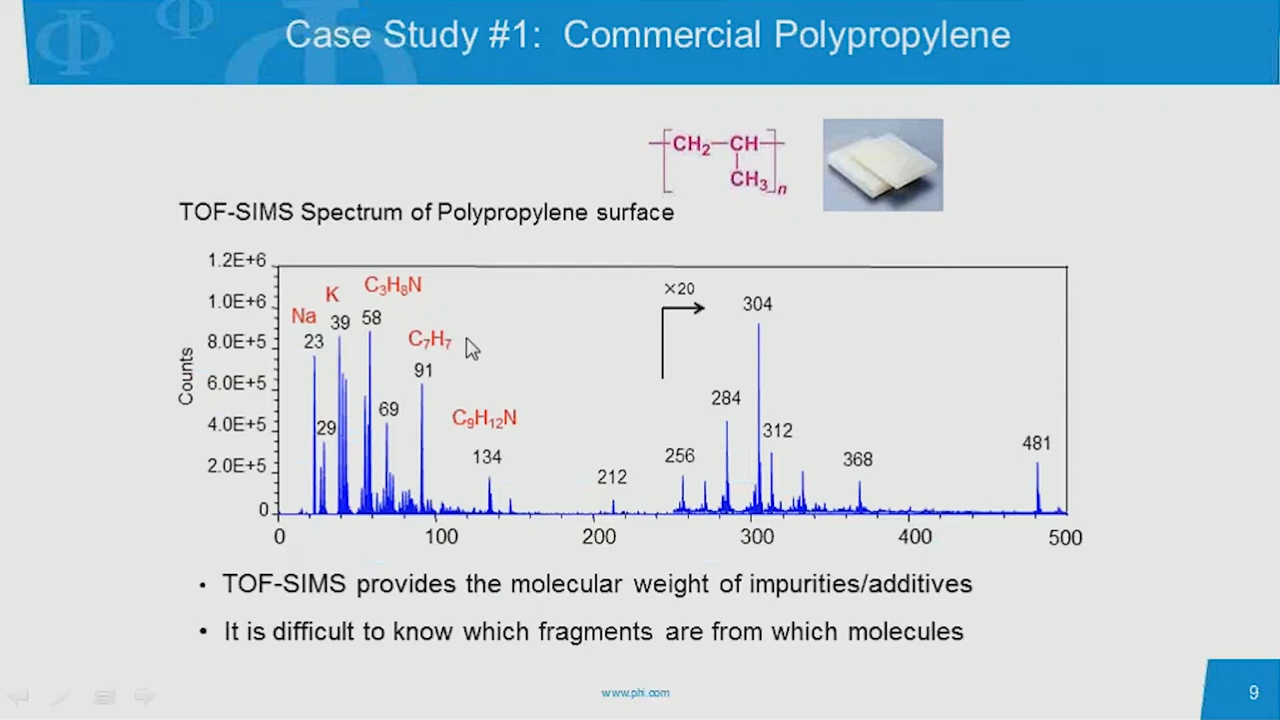 Case Study #1: Commercial Polypropylene
CH₂ CH
CH₃ n
TOF-SIMS Spectrum of Polypropylene surface
1.2E+6
1.0E+6
8.0E+5
6.0E+5
4.0E+5
2.0E+5
0
Counts
Na
23
29
K
39
C₃H₈N
58
69
C₇H₇
91
C₉H₁₂N
134
212
×20
256
284
304
312
368
481
0 100 200 300 400 500
• TOF-SIMS provides the molecular weight of impurities/additives
• It is difficult to know which fragments are from which molecules
www.phi.com
9